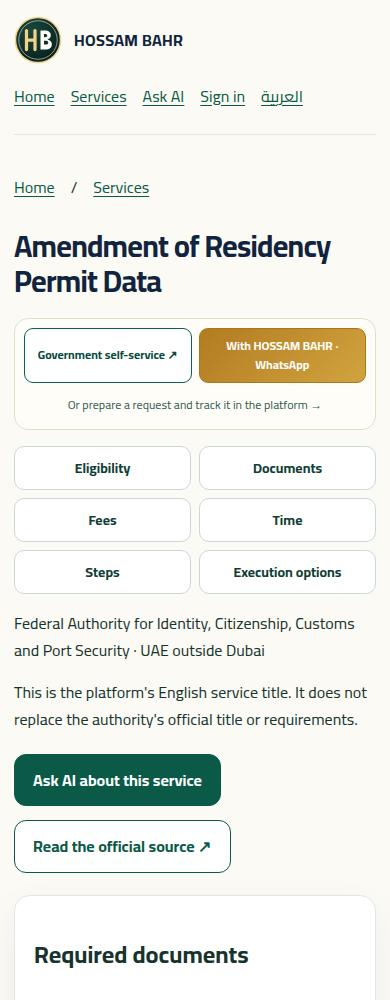 HB
HOSSAM BAHR
Home Services Ask AI Sign in العربية
Home / Services
Amendment of Residency
Permit Data
Government self-service ↗
With HOSSAM BAHR ·
WhatsApp
Or prepare a request and track it in the platform →
Eligibility
Documents
Fees
Time
Steps
Execution options
Federal Authority for Identity, Citizenship, Customs
and Port Security · UAE outside Dubai
This is the platform's English service title. It does not
replace the authority's official title or requirements.
Ask AI about this service
Read the official source ↗
Required documents